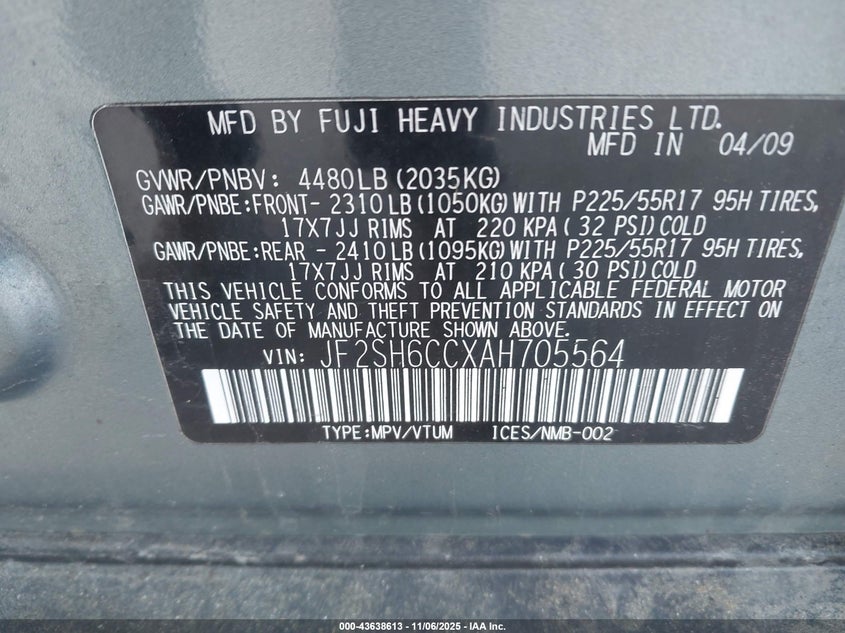 MFD BY FUJI HEAVY INDUSTRIES LTD.
MFD IN 04/09
GVWR/PNBV: 4480LB(2035KG)
GAWR/PNBE:FRONT- 2310LB(1050KG)WITH P225/55R17 95H TIRES,
17X7JJ RIMS AT 220 KPA( 32 PSI)COLD
GAWR/PNBE:REAR - 2410LB(1095KG)WITH P225/55R17 95H TIRES,
17X7JJ RIMS AT 210 KPA( 30 PSI)COLD
THIS VEHICLE CONFORMS TO ALL APPLICABLE FEDERAL MOTOR
VEHICLE SAFETY AND THEFT PREVENTION STANDARDS IN EFFECT ON
THE DATE OF MANUFACTURE SHOWN ABOVE.
VIN: JF2SH6CCXAH705564
TYPE:MPV/VTUM ICES/NMB-002
000-43638613 - 11/06/2025 - IAA Inc.